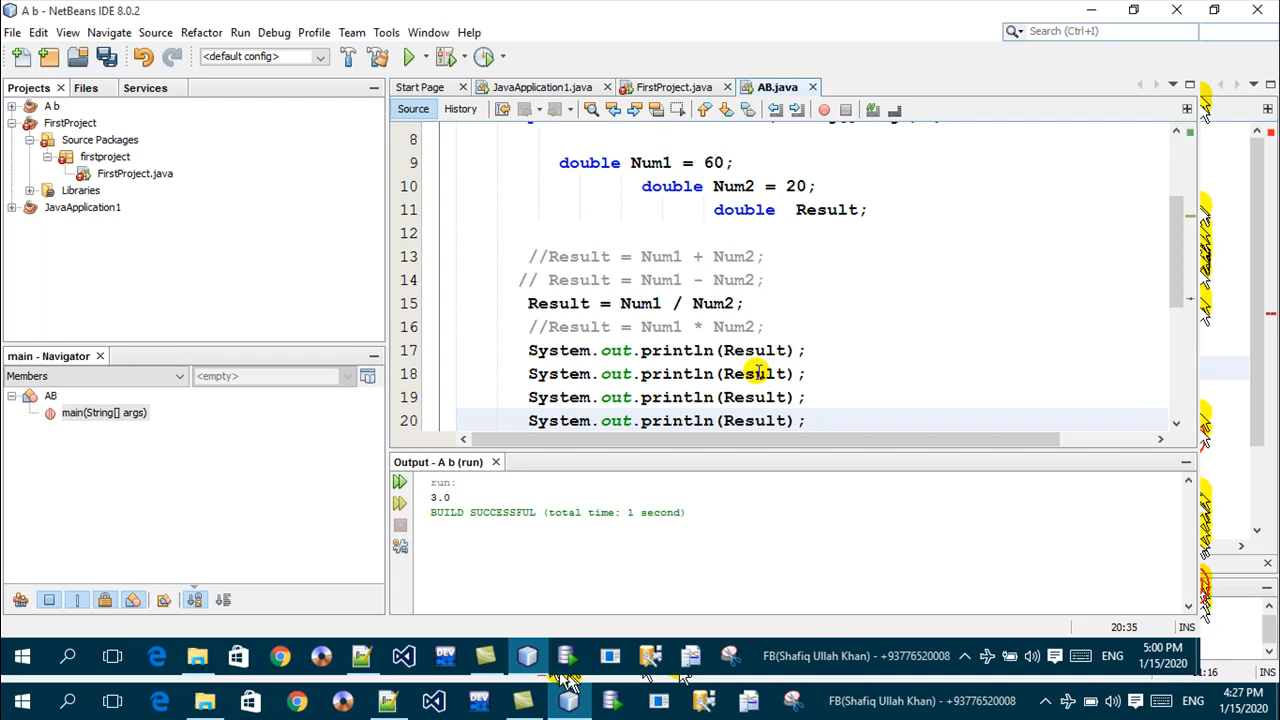 A b - NetBeans IDE 8.0.2
File Edit View Navigate Source Refactor Run Debug Profile Team Tools Window Help
Search (Ctrl+I)
<default config>
Projects Files Services
Start Page JavaApplication1.java FirstProject.java AB.java
Source History
A b
FirstProject
Source Packages
firstproject
FirstProject.java
Libraries
JavaApplication1
8
9 double Num1 = 60;
10 double Num2 = 20;
11 double Result;
12
13 //Result = Num1 + Num2;
14 // Result = Num1 - Num2;
15 Result = Num1 / Num2;
16 //Result = Num1 * Num2;
17 System.out.println(Result);
18 System.out.println(Result);
19 System.out.println(Result);
20 System.out.println(Result);
main - Navigator
Members <empty>
AB
main(String[] args)
Output - A b (run)
run:
3.0
BUILD SUCCESSFUL (total time: 1 second)
20:35 INS
FB(Shafiq Ullah Khan) - +93776520008 ENG 5:00 PM
1/15/2020
11:16 INS
FB(Shafiq Ullah Khan) - +93776520008 ENG 4:27 PM
1/15/2020